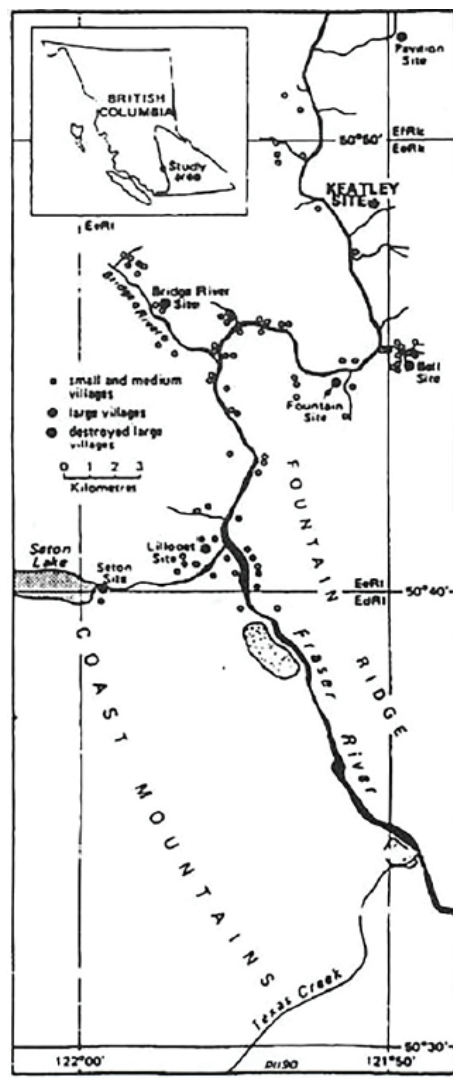 BRITISH
COLUMBIA
Study
area
Pavilion
Site
50°50'
EfRk
EeRk
KEATLEY
SITE
EeRl
Bridge River
Site
Bridge River
small and medium
villages
large villages
destroyed large
villages
0 1 2 3
Kilometres
Bell
Site
Fountain
Site
FOUNTAIN
RIDGE
Seton
Lake
Seton
Site
Lillooet
Site
EeRl
EdRl
50°40'
Fraser
River
COAST MOUNTAINS
Texas Creek
50°30'
122°00'
121°50'